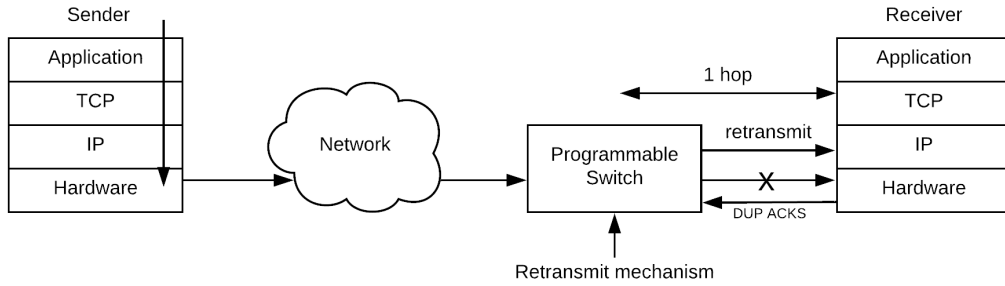 Sender
Application
TCP
IP
Hardware
Network
Programmable
Switch
Retransmit mechanism
1 hop
retransmit
X
DUP ACKS
Receiver
Application
TCP
IP
Hardware